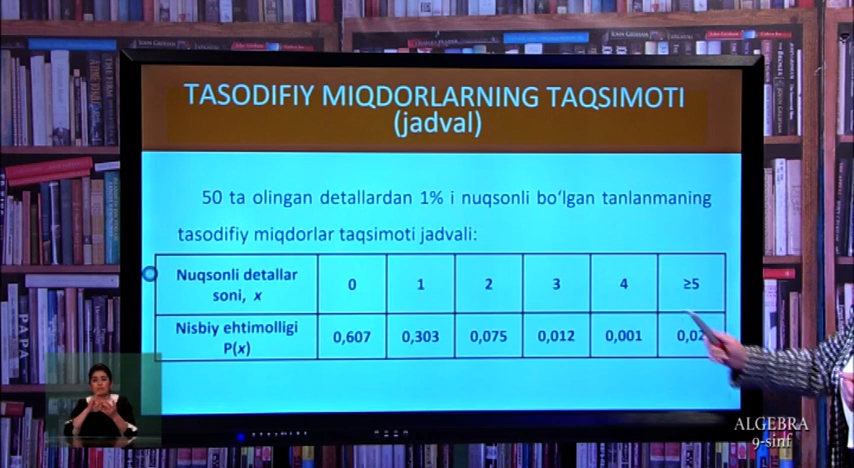 TASODIFIY MIQDORLARNING TAQSIMOTI
(jadval)
50 ta olingan detallardan 1% i nuqsonli bo‘lgan tanlanmaning
tasodifiy miqdorlar taqsimoti jadvali:
Nuqsonli detallar soni, x 0 1 2 3 4 ≥5
Nisbiy ehtimolligi P(x) 0,607 0,303 0,075 0,012 0,001
PAPA
ALGEBRA
9-sinf